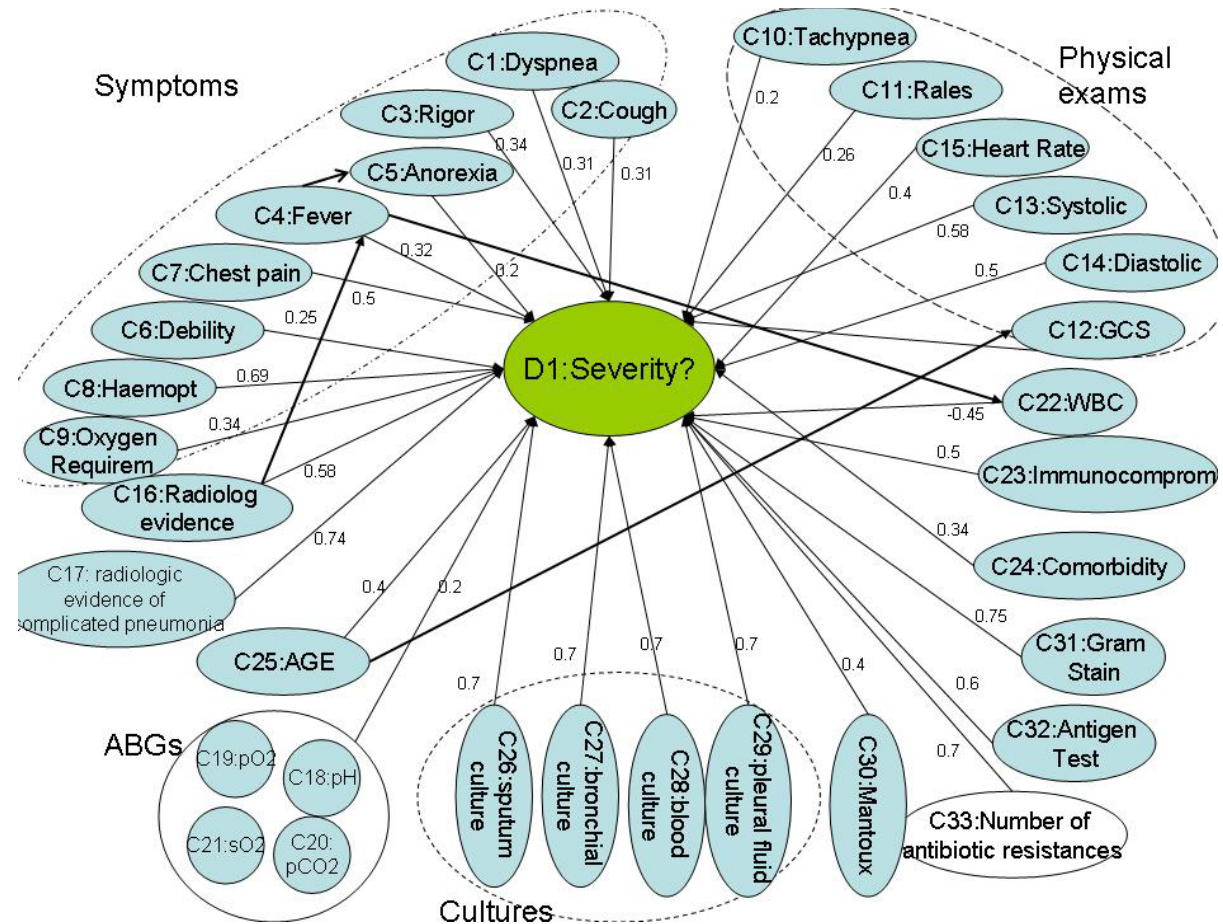 C10:Tachypnea
Physical
exams
C1:Dyspnea
Symptoms
C11:Rales
C2:Cough
C3:Rigor
0.2
C15:Heart Rate
0.34
0.31
0.31
0.26
C5:Anorexia
0.4
C13:Systolic
C4:Fever
0.58
0.32
0.2
C14:Diastolic
0.5
C7:Chest pain
0.5
C12:GCS
C6:Debility
0.25
D1:Severity?
C8:Haemopt
0.69
C22:WBC
-0.45
C9:Oxygen
Requirem
0.34
0.5
C23:Immunocomprom
0.58
C16:Radiolog
evidence
0.74
0.34
C24:Comorbidity
C17: radiologic
evidence of
complicated pneumonia
0.4
0.2
0.75
C25:AGE
C31:Gram
Stain
0.7
0.7
0.7
0.7
0.4
0.6
C32:Antigen
Test
0.7
ABGs
C19:pO2
C18:pH
C21:sO2
C20:
pCO2
C26:sputum
culture
C27:bronchial
culture
C28:blood
culture
C29:pleural fluid
culture
C30:Mantoux
C33:Number of
antibiotic resistances
Cultures